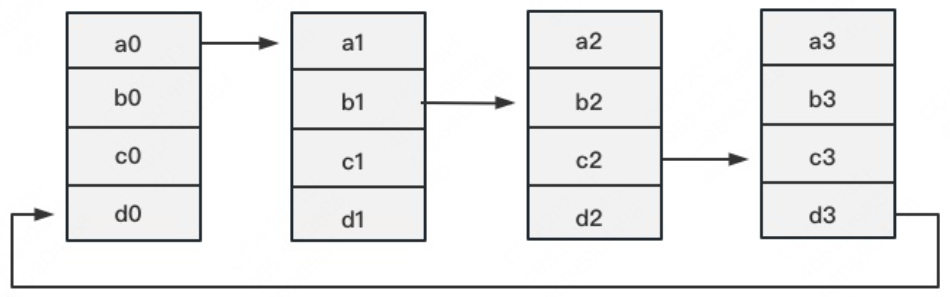 a0 a1 a2 a3
b0 b1 b2 b3
c0 c1 c2 c3
d0 d1 d2 d3